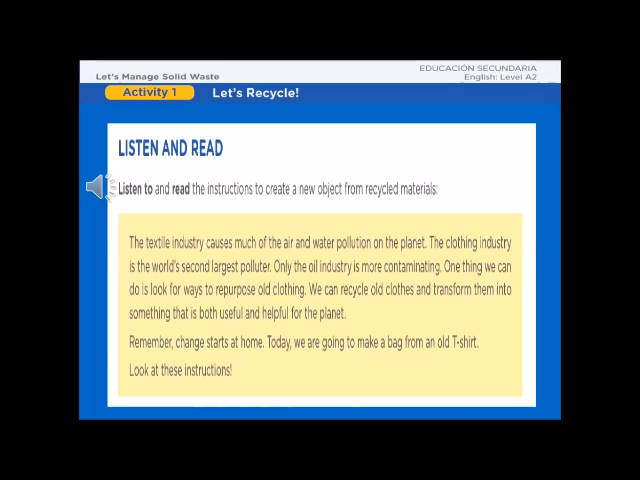 Let's Manage Solid Waste
EDUCACIÓN SECUNDARIA
English: Level A2
Activity 1
Let's Recycle!
LISTEN AND READ
Listen to and read the instructions to create a new object from recycled materials:
The textile industry causes much of the air and water pollution on the planet. The clothing industry
is the world's second largest polluter. Only the oil industry is more contaminating. One thing we can
do is look for ways to repurpose old clothing. We can recycle old clothes and transform them into
something that is both useful and helpful for the planet.
Remember, change starts at home. Today, we are going to make a bag from an old T-shirt.
Look at these instructions!